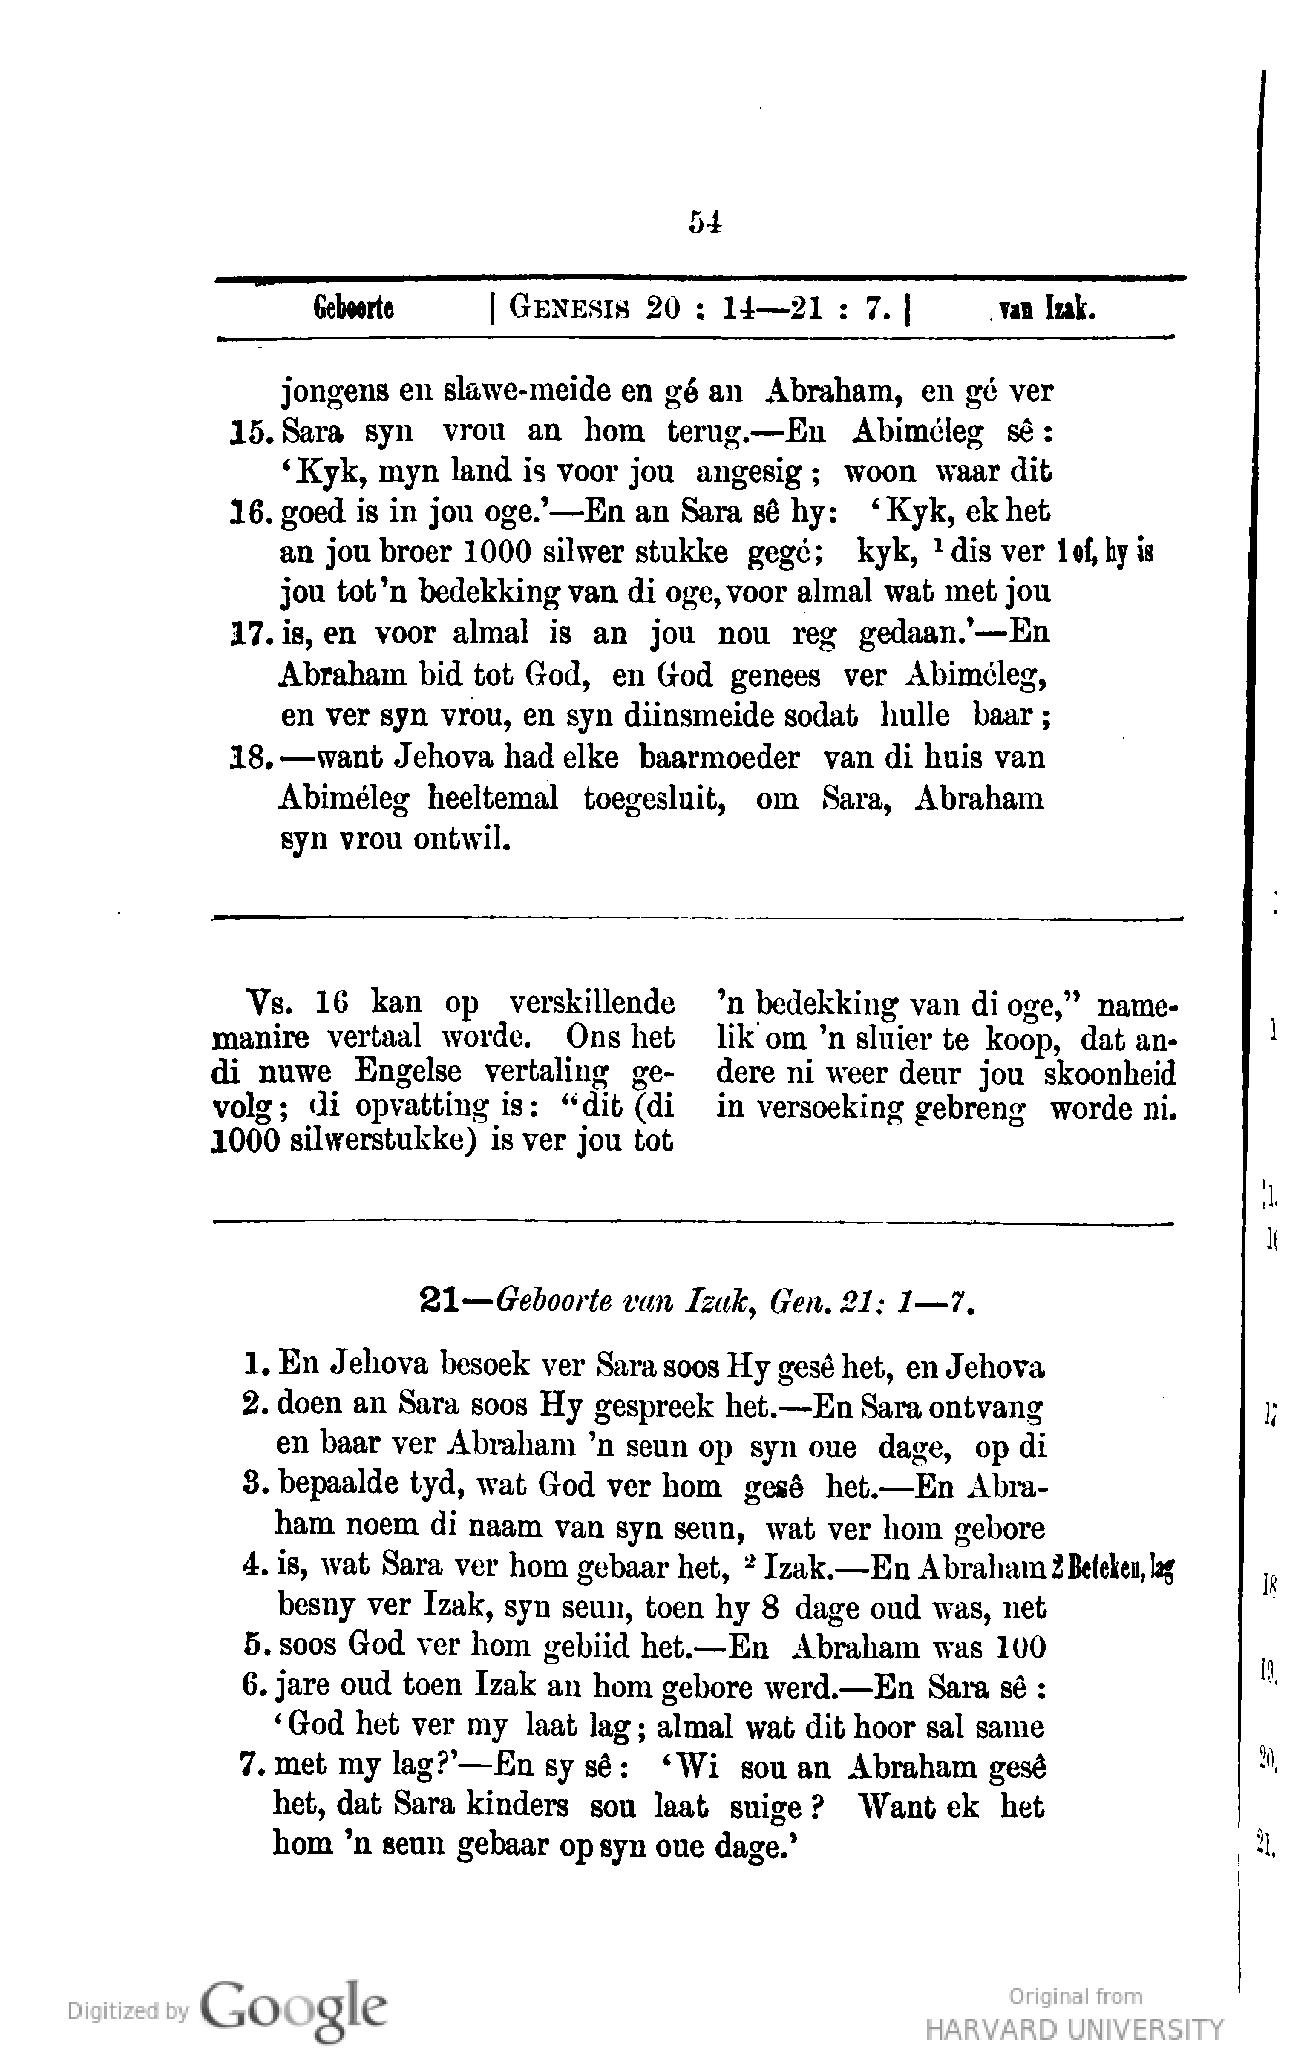 54
Geboorte | GENESIS 20 : 14—21 : 7. | van Izak.
jongens en slawe-meide en gé an Abraham, en gé ver
15. Sara syn vrou an hom terug.—En Abiméleg sê :
‘Kyk, myn land is voor jou angesig ; woon waar dit
16. goed is in jou oge.’—En an Sara sê hy: ‘Kyk, ek het
an jou broer 1000 silwer stukke gegé; kyk, ¹ dis ver 1 of, hy is
jou tot ’n bedekking van di oge, voor almal wat met jou
17. is, en voor almal is an jou nou reg gedaan.’—En
Abraham bid tot God, en God genees ver Abiméleg,
en ver syn vrou, en syn diinsmeide sodat hulle baar ;
18. —want Jehova had elke baarmoeder van di huis van
Abiméleg heeltemal toegesluit, om Sara, Abraham
syn vrou ontwil.
Vs. 16 kan op verskillende
manire vertaal worde. Ons het
di nuwe Engelse vertaling ge-
volg; di opvatting is: “dit (di
1000 silwerstukke) is ver jou tot
’n bedekking van di oge,” name-
lik om ’n sluier te koop, dat an-
dere ni weer deur jou skoonheid
in versoeking gebreng worde ni.
21—Geboorte van Izak, Gen. 21: 1—7.
1. En Jehova besoek ver Sara soos Hy gesê het, en Jehova
2. doen an Sara soos Hy gespreek het.—En Sara ontvang
en baar ver Abraham ’n seun op syn oue dage, op di
3. bepaalde tyd, wat God ver hom gesê het.—En Abra-
ham noem di naam van syn seun, wat ver hom gebore
4. is, wat Sara ver hom gebaar het, ² Izak.—En Abraham 2 Beteken, lag
besny ver Izak, syn seun, toen hy 8 dage oud was, net
5. soos God ver hom gebiid het.—En Abraham was 100
6. jare oud toen Izak an hom gebore werd.—En Sara sê :
‘God het ver my laat lag; almal wat dit hoor sal same
7. met my lag?’—En sy sê : ‘Wi sou an Abraham gesê
het, dat Sara kinders sou laat suige ? Want ek het
hom ’n seun gebaar op syn oue dage.’
Digitized by Google
Original from
HARVARD UNIVERSITY